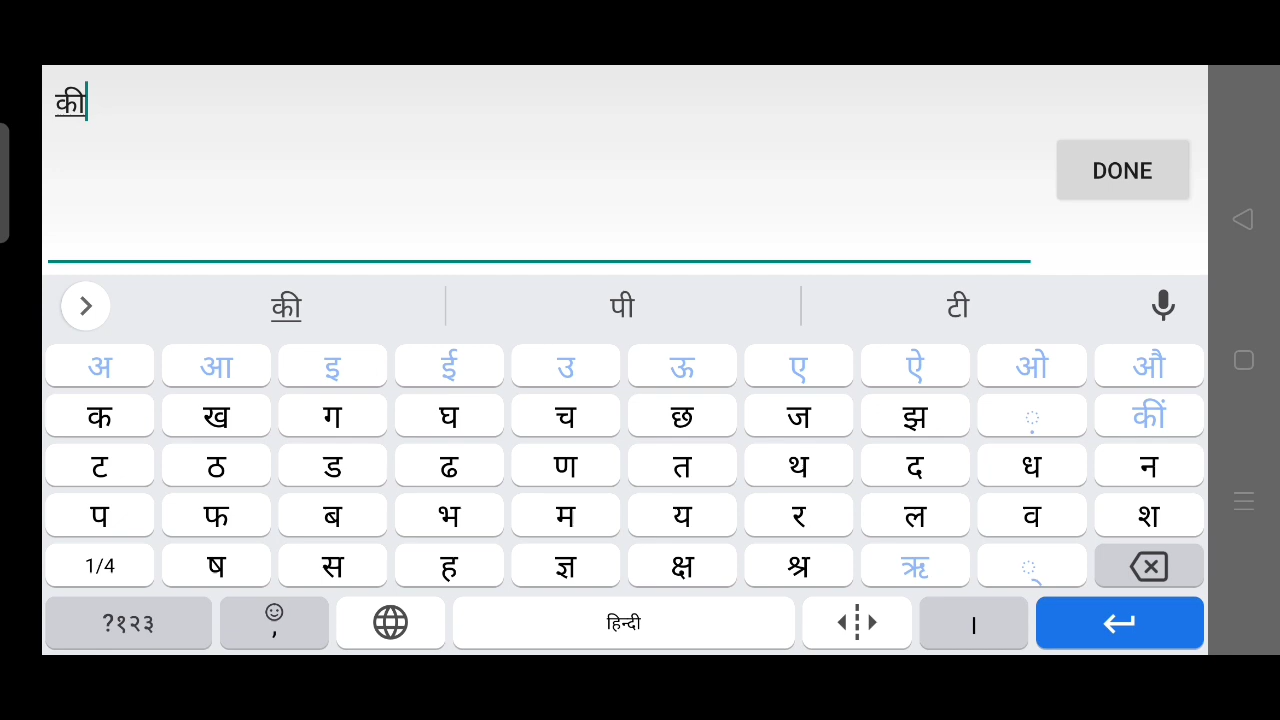 की
DONE
की पी टी
अ आ इ ई उ ऊ ए ऐ ओ औ
क ख ग घ च छ ज झ ़ कीं
ट ठ ड ढ ण त थ द ध न
प फ ब भ म य र ल व श
1/4 ष स ह ज्ञ क्ष श्र ऋ ्
?१२३ , हिन्दी ।